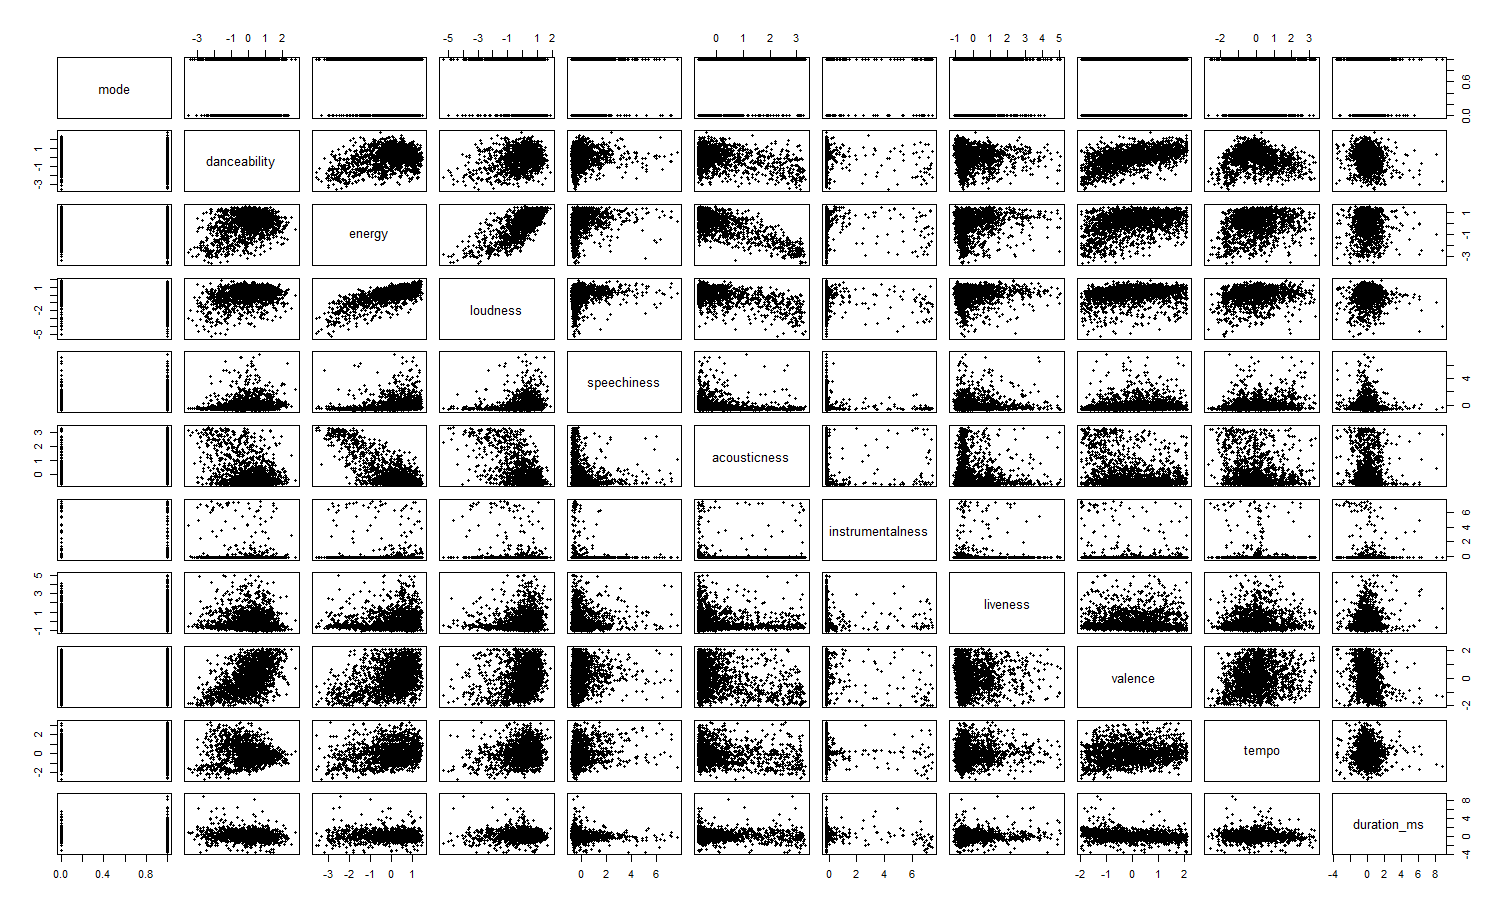 -3 -1 0 1 2 -5 -3 -1 1 2 0 1 2 3 -1 0 1 2 3 4 5 -2 0 1 2 3
mode 0.0 0.6
-3 -1 1 danceability
energy -3 -1 1
-5 -2 1 loudness
speechiness 0 4
0 1 2 3 acousticness
instrumentalness 0 2 4 6
-1 1 3 5 liveness
valence -2 0 2
-2 0 2 tempo
duration_ms -4 0 4 8
0.0 0.4 0.8 -3 -2 -1 0 1 0 2 4 6 0 2 4 6 -2 -1 0 1 2 -4 0 2 4 6 8